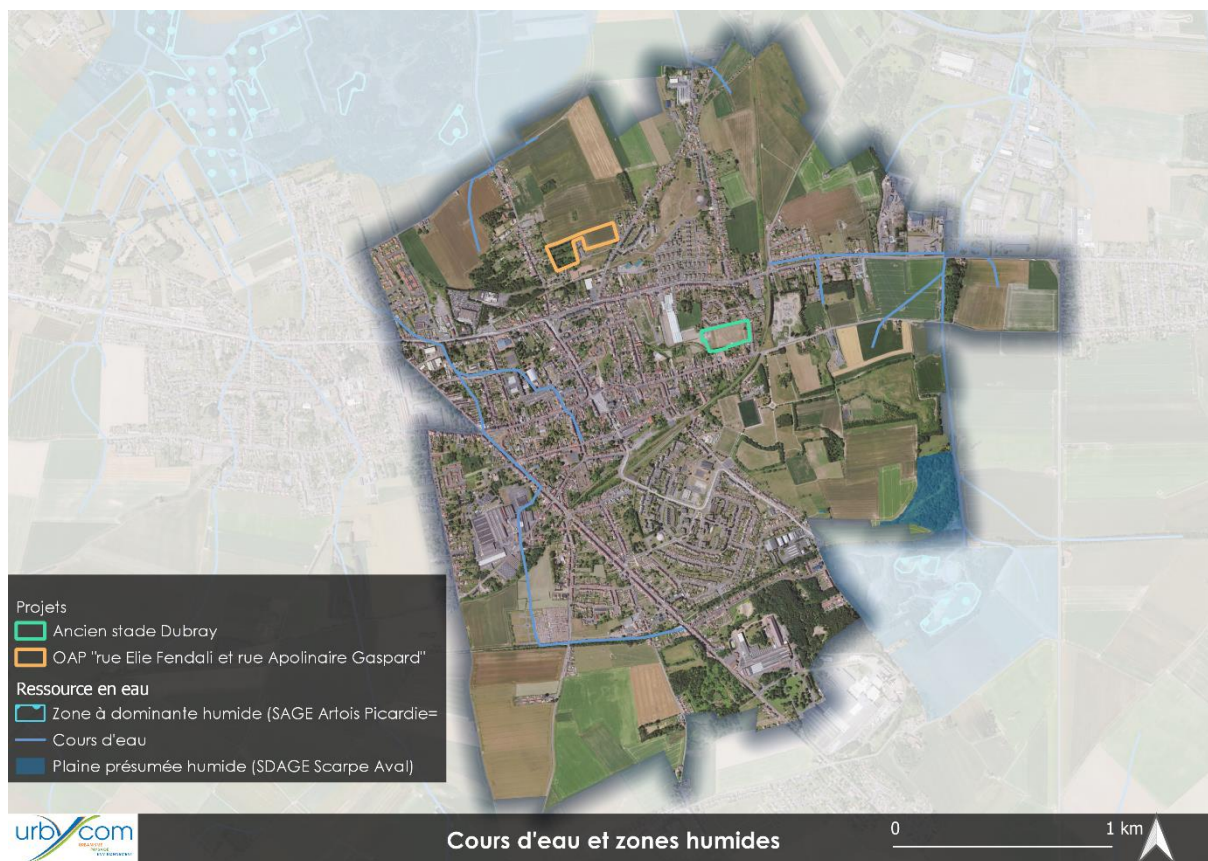 Projets
Ancien stade Dubray
OAP "rue Elie Fendali et rue Apolinaire Gaspard"
Ressource en eau
Zone à dominante humide (SAGE Artois Picardie=
Cours d'eau
Plaine présumée humide (SDAGE Scarpe Aval)
urbycom
Cours d'eau et zones humides
0 1 km